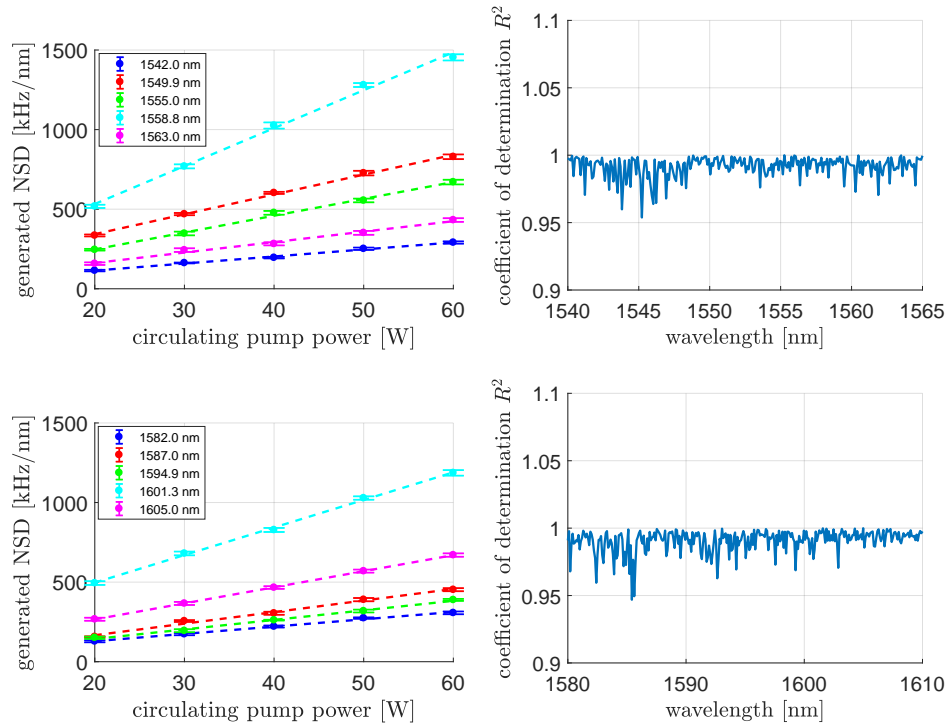 generated NSD [kHz/nm]
1500
1000
500
0
1542.0 nm
1549.9 nm
1555.0 nm
1558.8 nm
1563.0 nm
20 30 40 50 60
circulating pump power [W]
coefficient of determination R²
1.1
1.05
1
0.95
0.9
1540 1545 1550 1555 1560 1565
wavelength [nm]
generated NSD [kHz/nm]
1500
1000
500
0
1582.0 nm
1587.0 nm
1594.9 nm
1601.3 nm
1605.0 nm
20 30 40 50 60
circulating pump power [W]
coefficient of determination R²
1.1
1.05
1
0.95
0.9
1580 1590 1600 1610
wavelength [nm]